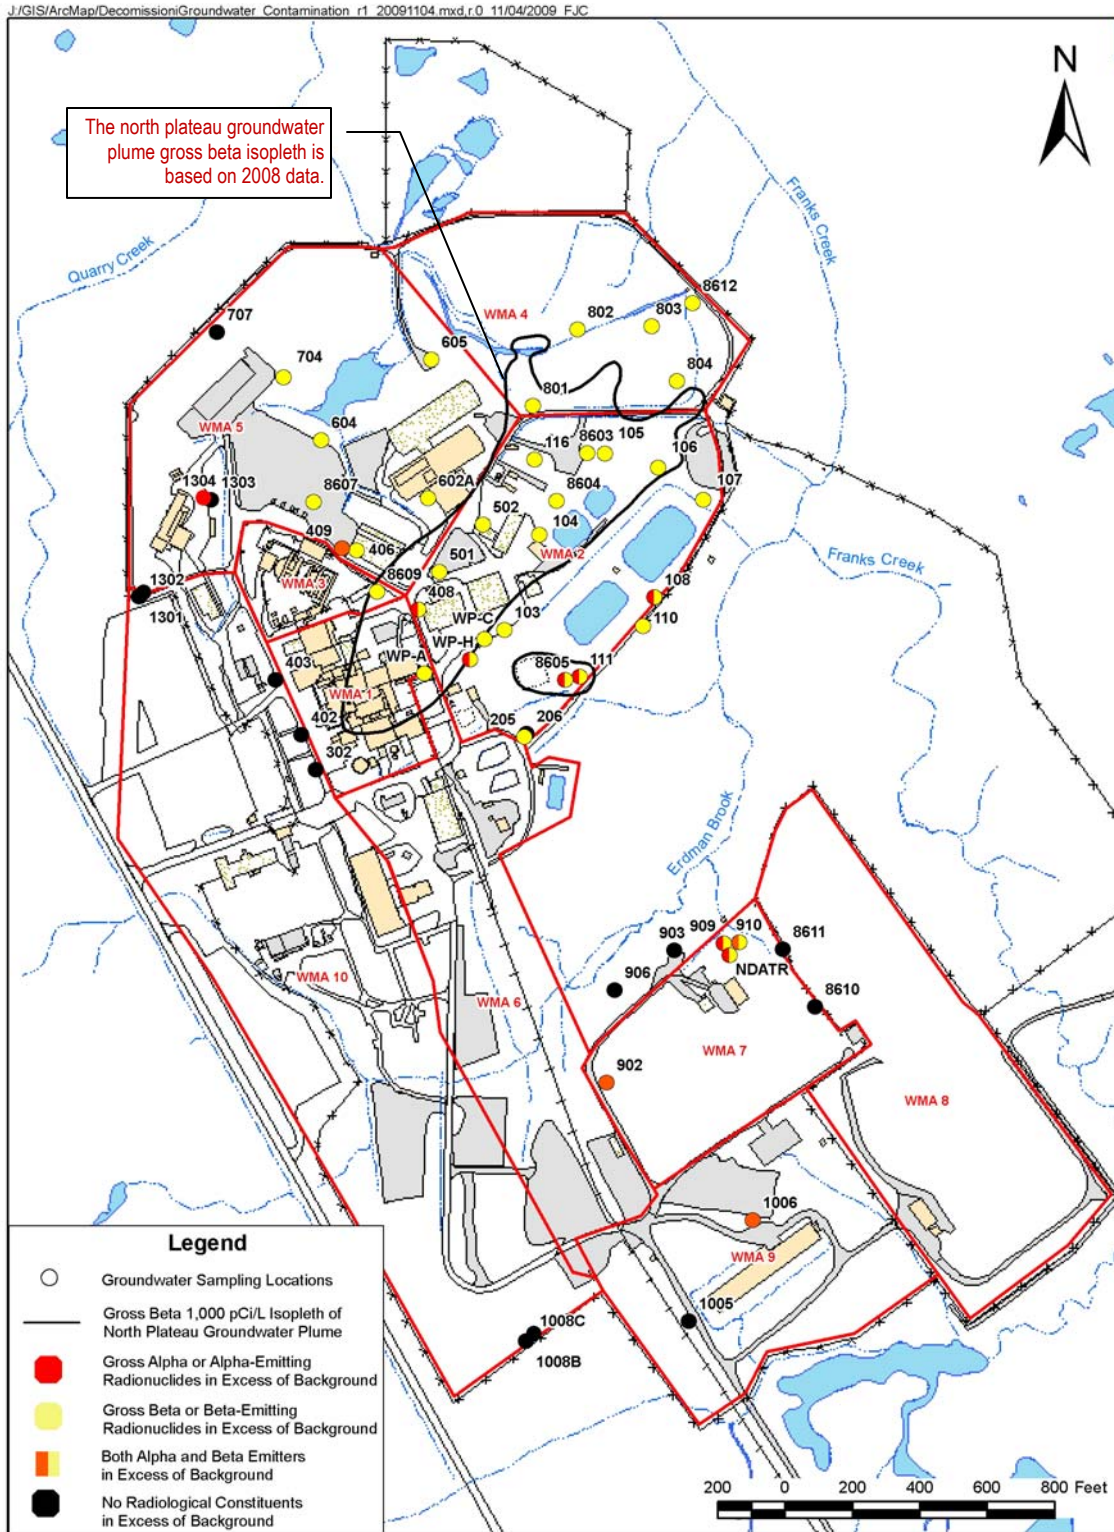 J:/GIS/ArcMap/DecomissioniGroundwater_Contamination_r1_20091104.mxd,r.0 11/04/2009 FJC
N
The north plateau groundwater
plume gross beta isopleth is
based on 2008 data.
Quarry Creek
Franks Creek
Franks Creek
Erdman Brook
WMA 4
8612
802
803
707
605
704
804
801
WMA 5
604
105
116
8603
106
1304
1303
8607
602A
8604
107
409
502
104
406
501
WMA 2
WMA 3
8609
1302
408
108
1301
WP-C
103
110
WP-H
403
WP-A
8605
111
WMA 1
402
205
206
302
903
909
910
8611
NDATR
906
8610
WMA 10
WMA 6
WMA 7
902
WMA 8
1006
WMA 9
1005
1008C
1008B
Legend
Groundwater Sampling Locations
Gross Beta 1,000 pCi/L Isopleth of
North Plateau Groundwater Plume
Gross Alpha or Alpha-Emitting
Radionuclides in Excess of Background
Gross Beta or Beta-Emitting
Radionuclides in Excess of Background
Both Alpha and Beta Emitters
in Excess of Background
No Radiological Constituents
in Excess of Background
200 0 200 400 600 800 Feet